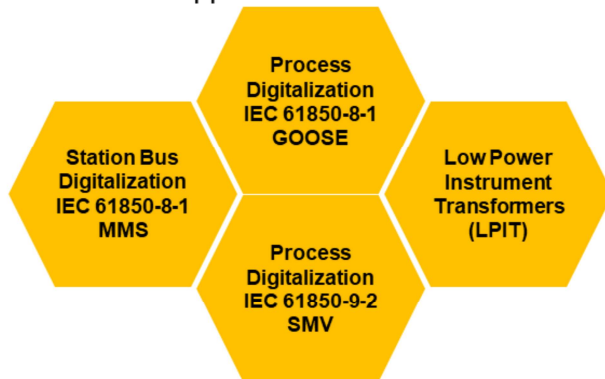 Process
Digitalization
IEC 61850-8-1
GOOSE
Station Bus
Digitalization
IEC 61850-8-1
MMS
Low Power
Instrument
Transformers
(LPIT)
Process
Digitalization
IEC 61850-9-2
SMV